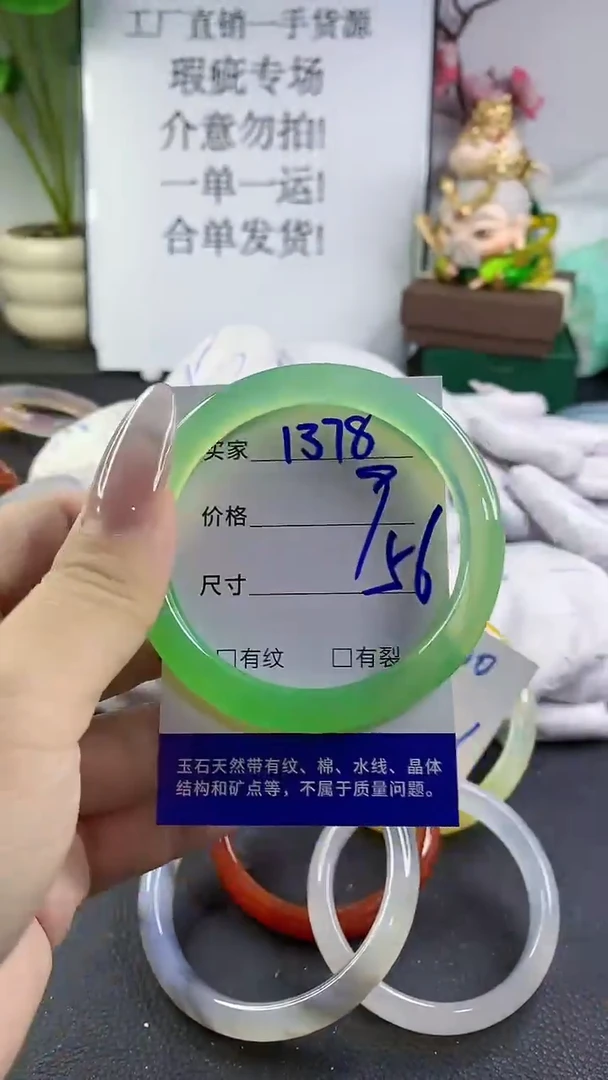 工厂直销一手货源
瑕疵专场
介意勿拍!
一单一运!
合单发货!
买家 1378
价格
尺寸 56
□有纹 □有裂
玉石天然带有纹、棉、水线、晶体
结构和矿点等，不属于质量问题。